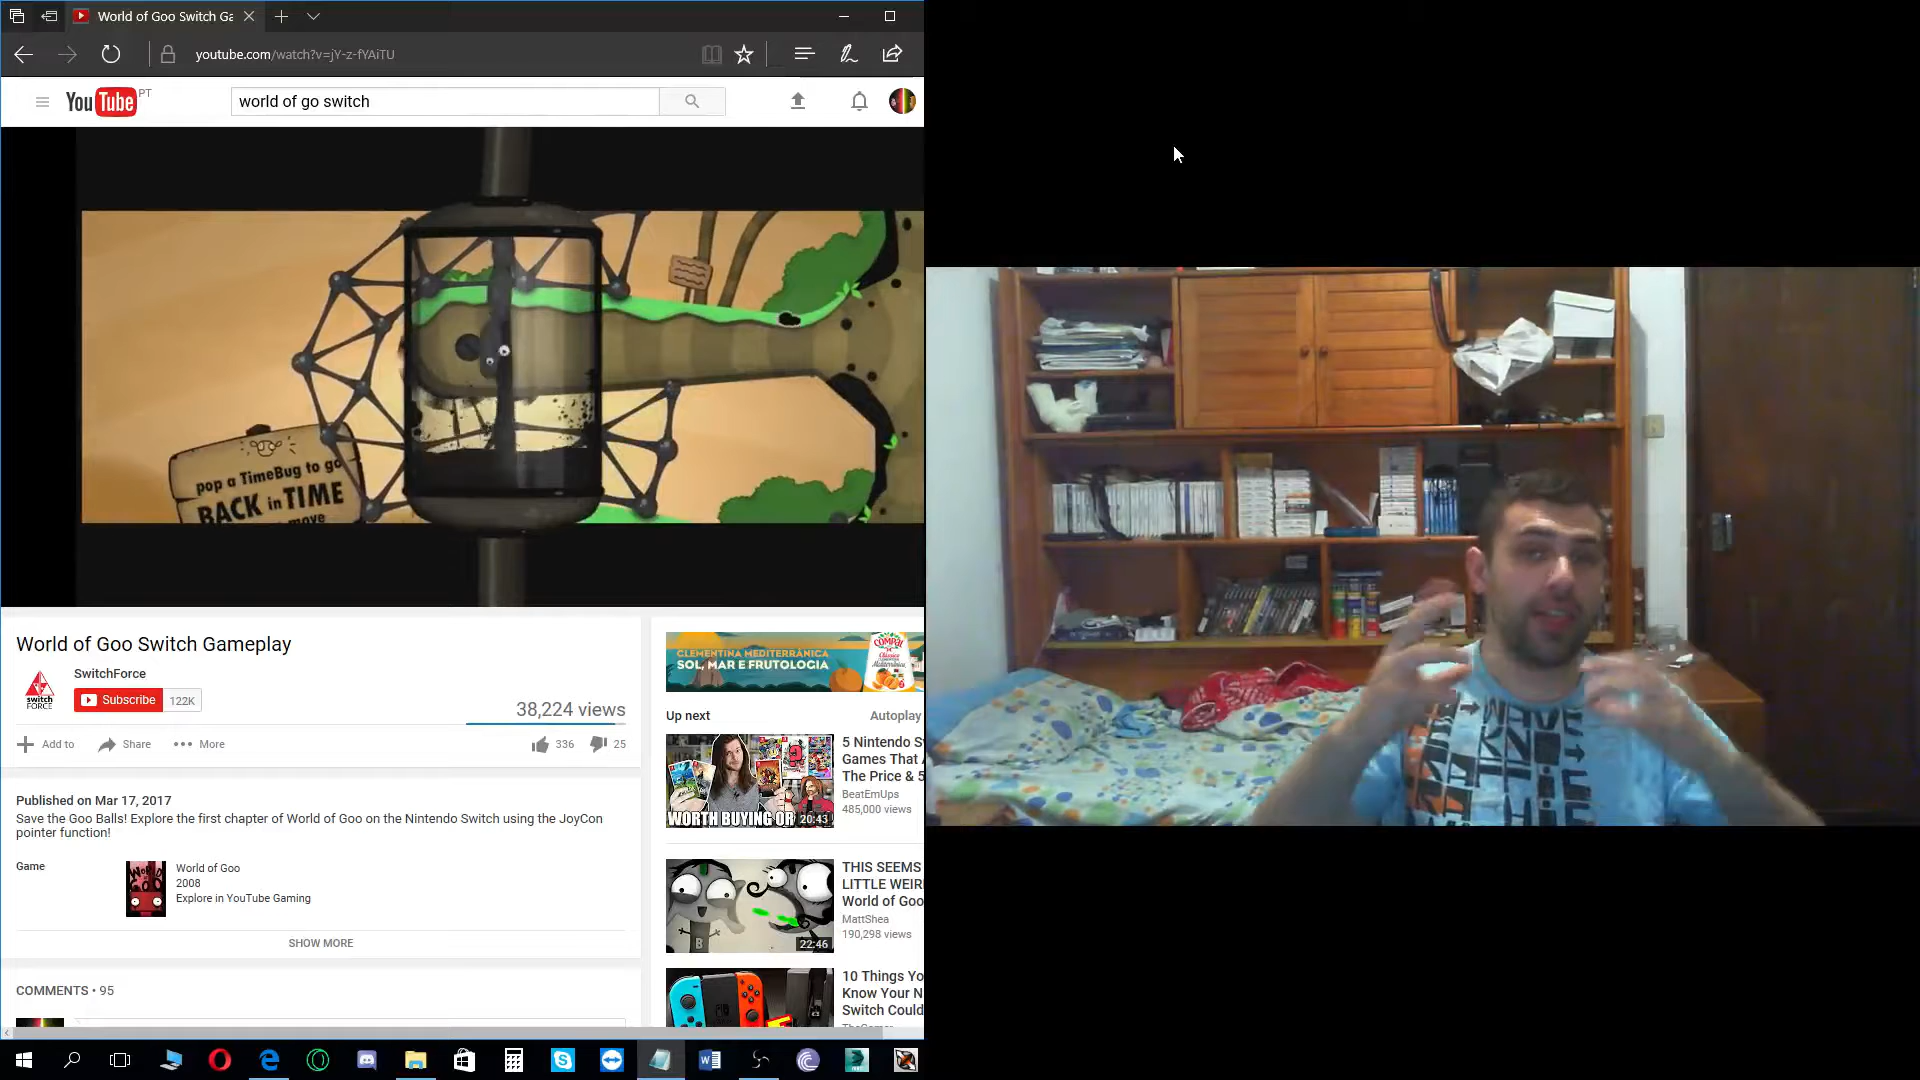 World of Goo Switch Ga
youtube.com/watch?v=jY-z-fYAiTU
YouTube PT
world of go switch
pop a TimeBug to go
BACK in TIME
move
World of Goo Switch Gameplay
SwitchForce
switch
FORCE
Subscribe 122K
38,224 views
Add to Share More 336 25
Published on Mar 17, 2017
Save the Goo Balls! Explore the first chapter of World of Goo on the Nintendo Switch using the JoyCon
pointer function!
Game
World of Goo
2008
Explore in YouTube Gaming
SHOW MORE
COMMENTS • 95
CLEMENTINA MEDITERRÂNICA
SOL, MAR E FRUTOLOGIA
COMPAL
Up next Autoplay
WORTH BUYING OR
20:43
5 Nintendo S
Games That
The Price & 5
BeatEmUps
485,000 views
B
22:46
THIS SEEMS
LITTLE WEIR
World of Goo
MattShea
190,298 views
10 Things Yo
Know Your N
Switch Could
TheGamer